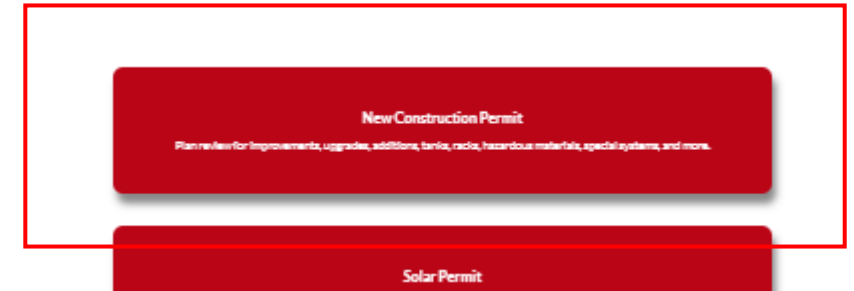 New Construction Permit
Plan review for improvements, upgrades, additions, tanks, racks, hazardous materials, special systems, and more.
Solar Permit